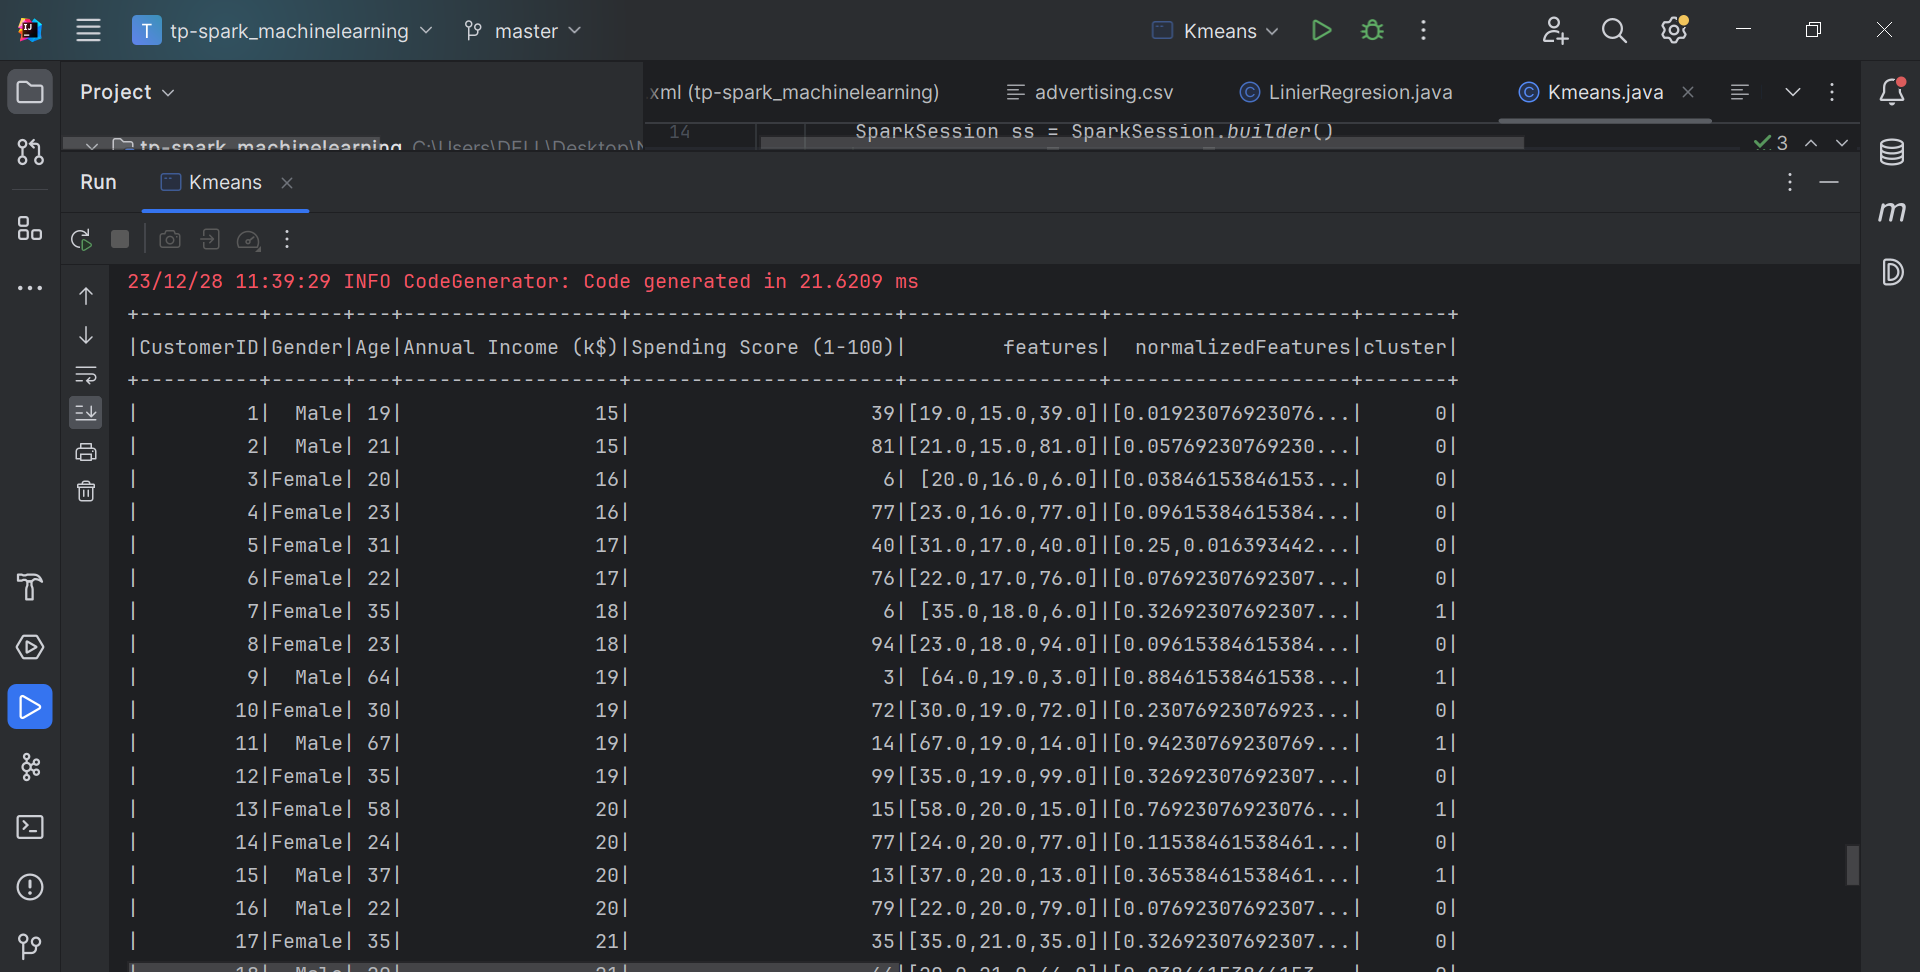 T tp-spark_machinelearning master Kmeans
Project
.xml (tp-spark_machinelearning) advertising.csv LinierRegresion.java Kmeans.java
14 SparkSession ss = SparkSession.builder()
tp-spark_machinelearning C:\Users\DELL\Desktop\
3
Run Kmeans
23/12/28 11:39:29 INFO CodeGenerator: Code generated in 21.6209 ms
+----------+------+---+------------------+----------------------+----------------+--------------------+-------+
|CustomerID|Gender|Age|Annual Income (k$)|Spending Score (1-100)|        features|  normalizedFeatures|cluster|
+----------+------+---+------------------+----------------------+----------------+--------------------+-------+
|         1|  Male| 19|                15|                    39|[19.0,15.0,39.0]|[0.01923076923076...|      0|
|         2|  Male| 21|                15|                    81|[21.0,15.0,81.0]|[0.05769230769230...|      0|
|         3|Female| 20|                16|                     6| [20.0,16.0,6.0]|[0.03846153846153...|      0|
|         4|Female| 23|                16|                    77|[23.0,16.0,77.0]|[0.09615384615384...|      0|
|         5|Female| 31|                17|                    40|[31.0,17.0,40.0]|[0.25,0.016393442...|      0|
|         6|Female| 22|                17|                    76|[22.0,17.0,76.0]|[0.07692307692307...|      0|
|         7|Female| 35|                18|                     6| [35.0,18.0,6.0]|[0.32692307692307...|      1|
|         8|Female| 23|                18|                    94|[23.0,18.0,94.0]|[0.09615384615384...|      0|
|         9|  Male| 64|                19|                     3| [64.0,19.0,3.0]|[0.88461538461538...|      1|
|        10|Female| 30|                19|                    72|[30.0,19.0,72.0]|[0.23076923076923...|      0|
|        11|  Male| 67|                19|                    14|[67.0,19.0,14.0]|[0.94230769230769...|      1|
|        12|Female| 35|                19|                    99|[35.0,19.0,99.0]|[0.32692307692307...|      0|
|        13|Female| 58|                20|                    15|[58.0,20.0,15.0]|[0.76923076923076...|      1|
|        14|Female| 24|                20|                    77|[24.0,20.0,77.0]|[0.11538461538461...|      0|
|        15|  Male| 37|                20|                    13|[37.0,20.0,13.0]|[0.36538461538461...|      1|
|        16|  Male| 22|                20|                    79|[22.0,20.0,79.0]|[0.07692307692307...|      0|
|        17|Female| 35|                21|                    35|[35.0,21.0,35.0]|[0.32692307692307...|      0|